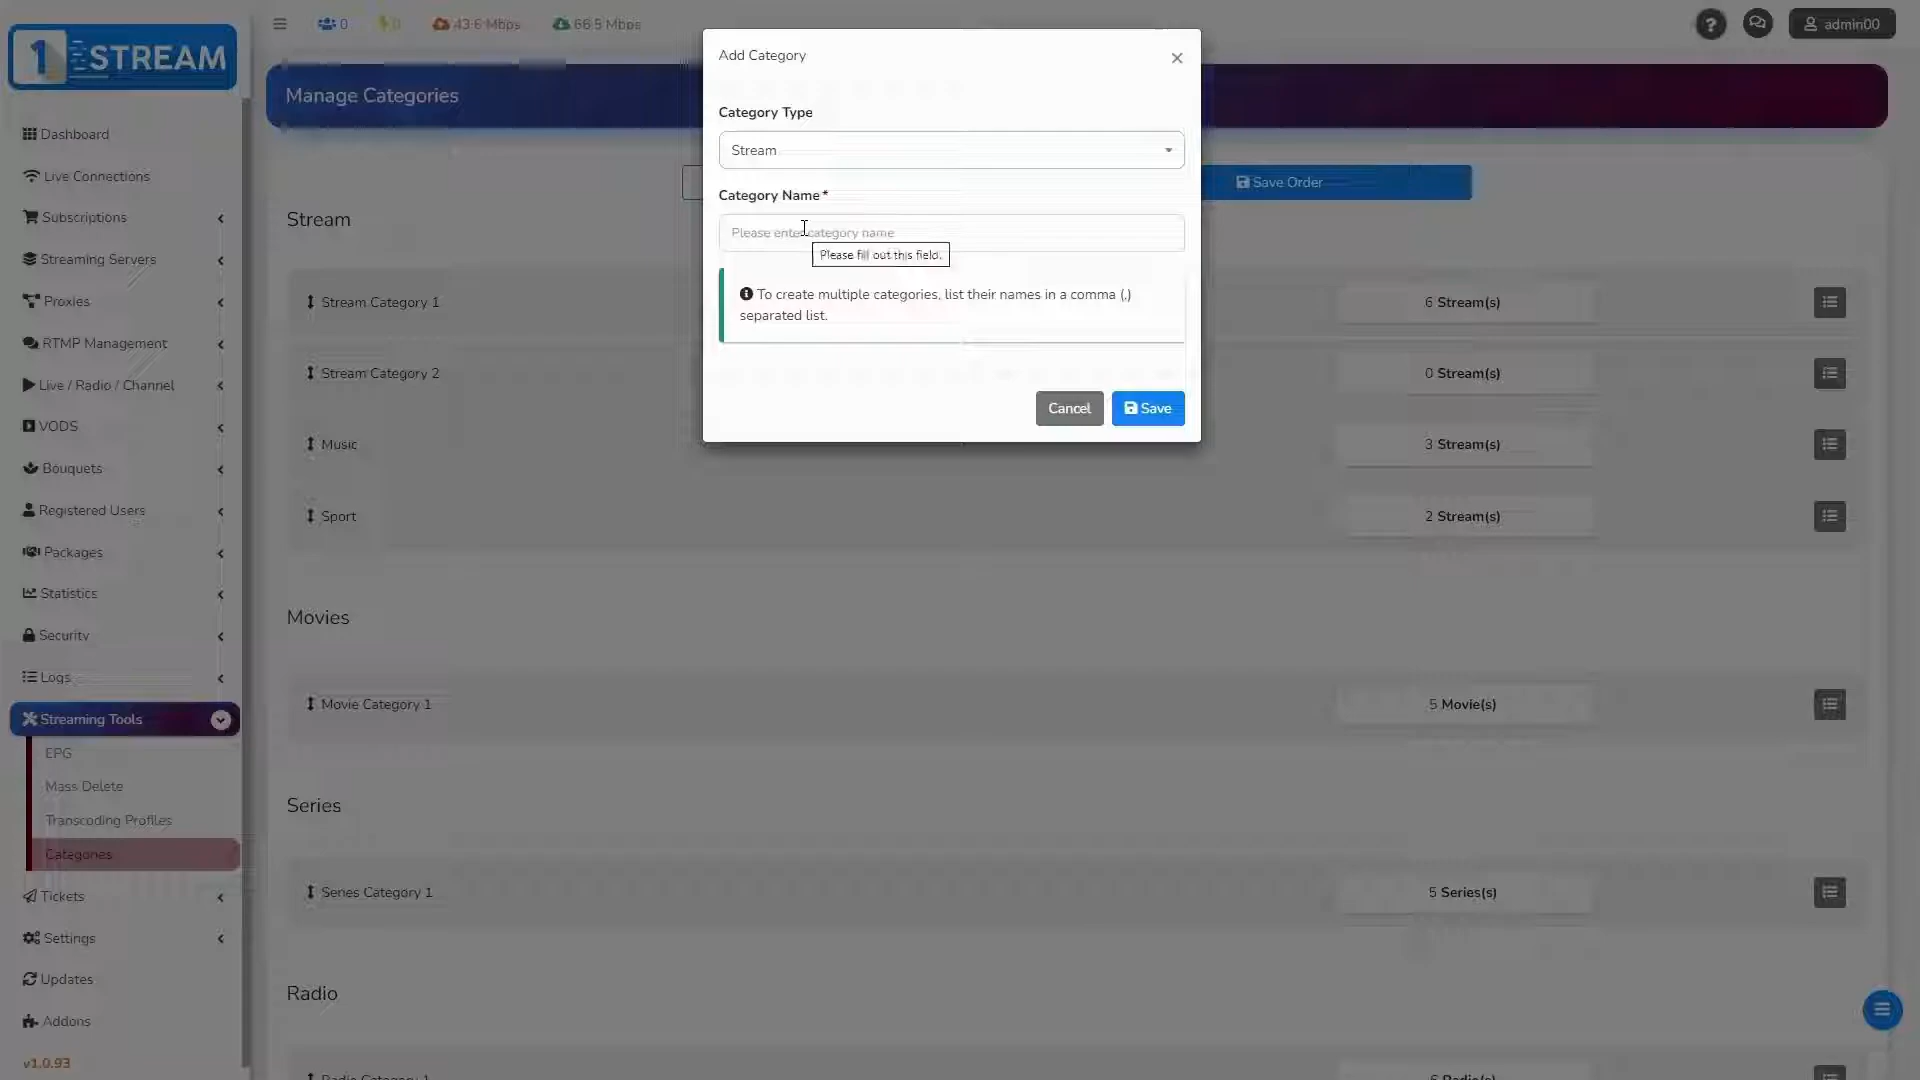 1 STREAM
0
0
43.6 Mbps
66.5 Mbps
?
admin00
Manage Categories
Save Order
Add Category
×
Category Type
Stream
Category Name *
Please enter category name
Please fill out this field.
To create multiple categories, list their names in a comma (,)
separated list.
Cancel
Save
Dashboard
Live Connections
Subscriptions
Streaming Servers
Proxies
RTMP Management
Live / Radio / Channel
VODS
Bouquets
Registered Users
Packages
Statistics
Security
Logs
Streaming Tools
EPG
Mass Delete
Transcoding Profiles
Categories
Tickets
Settings
Updates
Addons
v1.0.93
Stream
Stream Category 1
6 Stream(s)
Stream Category 2
0 Stream(s)
Music
3 Stream(s)
Sport
2 Stream(s)
Movies
Movie Category 1
5 Movie(s)
Series
Series Category 1
5 Series(s)
Radio
Radio Category 1
6 Radio(s)